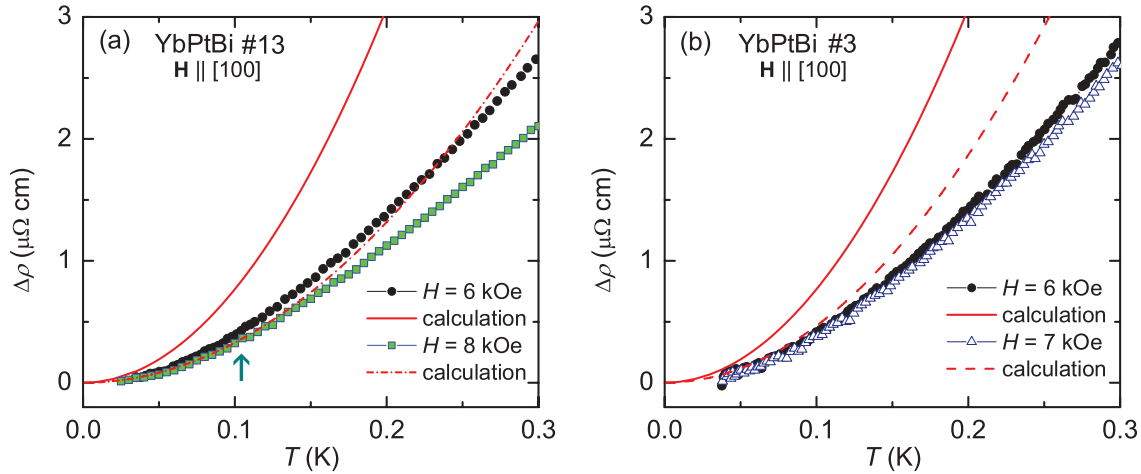 (a) YbPtBi #13
H || [100]
Δρ (μΩ cm)
3
2
1
0
H = 6 kOe
calculation
H = 8 kOe
calculation
0.0 0.1 0.2 0.3
T (K)
(b) YbPtBi #3
H || [100]
Δρ (μΩ cm)
3
2
1
0
H = 6 kOe
calculation
H = 7 kOe
calculation
0.0 0.1 0.2 0.3
T (K)